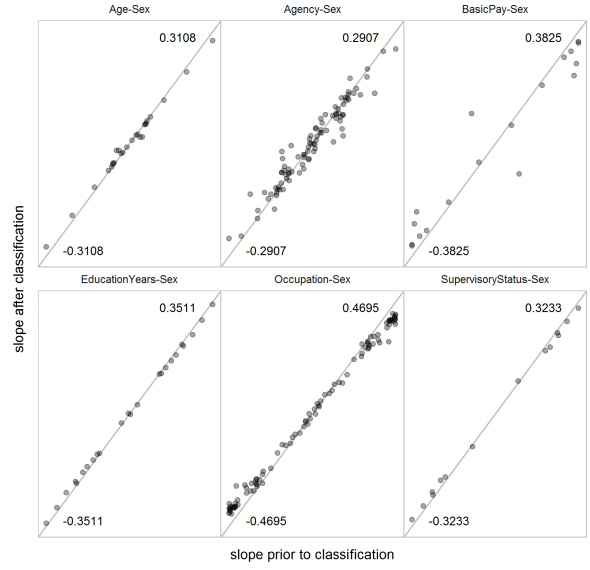 Age-Sex
Agency-Sex
BasicPay-Sex
0.3108
0.2907
0.3825
-0.3108
-0.2907
-0.3825
slope after classification
EducationYears-Sex
Occupation-Sex
SupervisoryStatus-Sex
0.3511
0.4695
0.3233
-0.3511
-0.4695
-0.3233
slope prior to classification